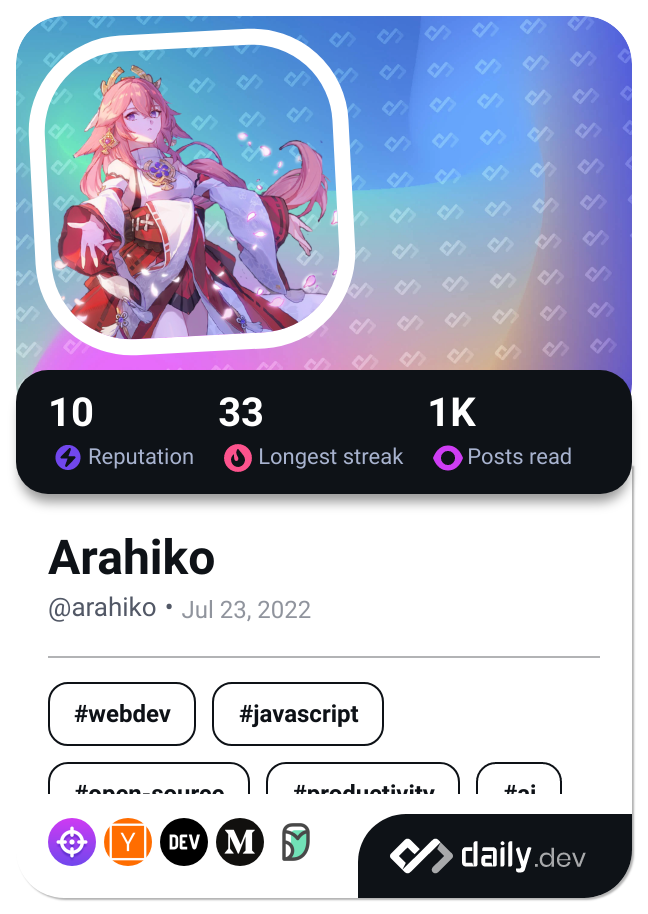 10 33 1K
Reputation Longest streak Posts read
Arahiko
@arahiko • Jul 23, 2022
#webdev #javascript
#open-source #productivity #ai
Y DEV M
daily.dev